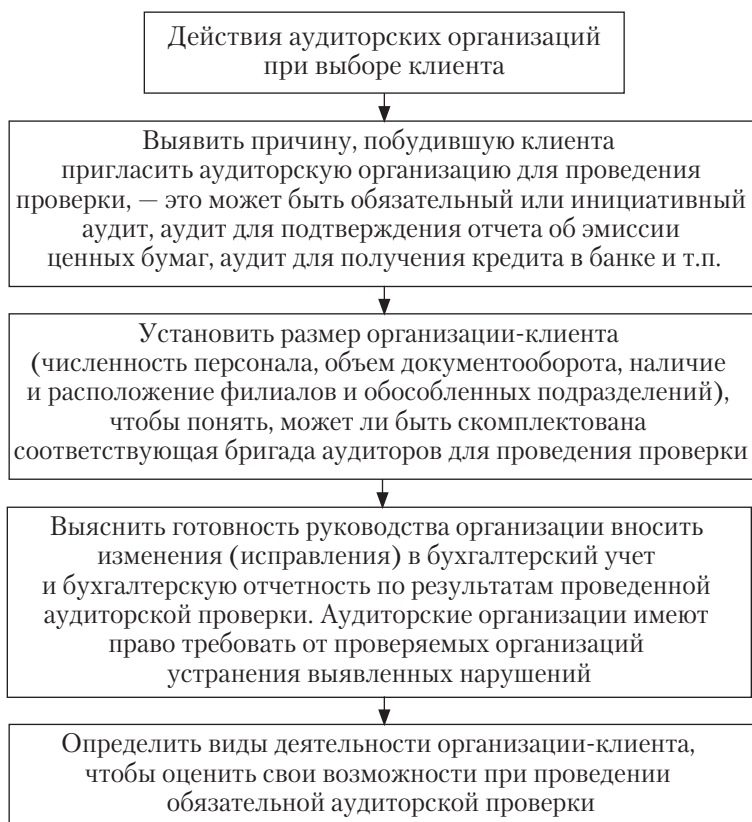 Действия аудиторских организаций
при выборе клиента
Выявить причину, побудившую клиента
пригласить аудиторскую организацию для проведения
проверки, — это может быть обязательный или инициативный
аудит, аудит для подтверждения отчета об эмиссии
ценных бумаг, аудит для получения кредита в банке и т.п.
Установить размер организации-клиента
(численность персонала, объем документооборота, наличие
и расположение филиалов и обособленных подразделений),
чтобы понять, может ли быть скомплектована
соответствующая бригада аудиторов для проведения проверки
Выяснить готовность руководства организации вносить
изменения (исправления) в бухгалтерский учет
и бухгалтерскую отчетность по результатам проведенной
аудиторской проверки. Аудиторские организации имеют
право требовать от проверяемых организаций
устранения выявленных нарушений
Определить виды деятельности организации-клиента,
чтобы оценить свои возможности при проведении
обязательной аудиторской проверки